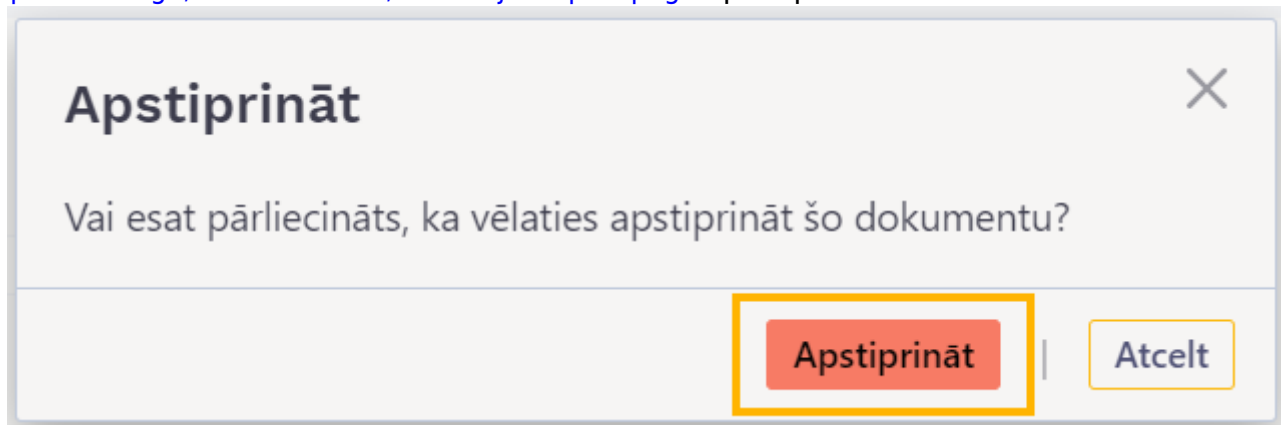 Apstiprināt
Vai esat pārliecināts, ka vēlaties apstiprināt šo dokumentu?
Apstiprināt | Atcelt